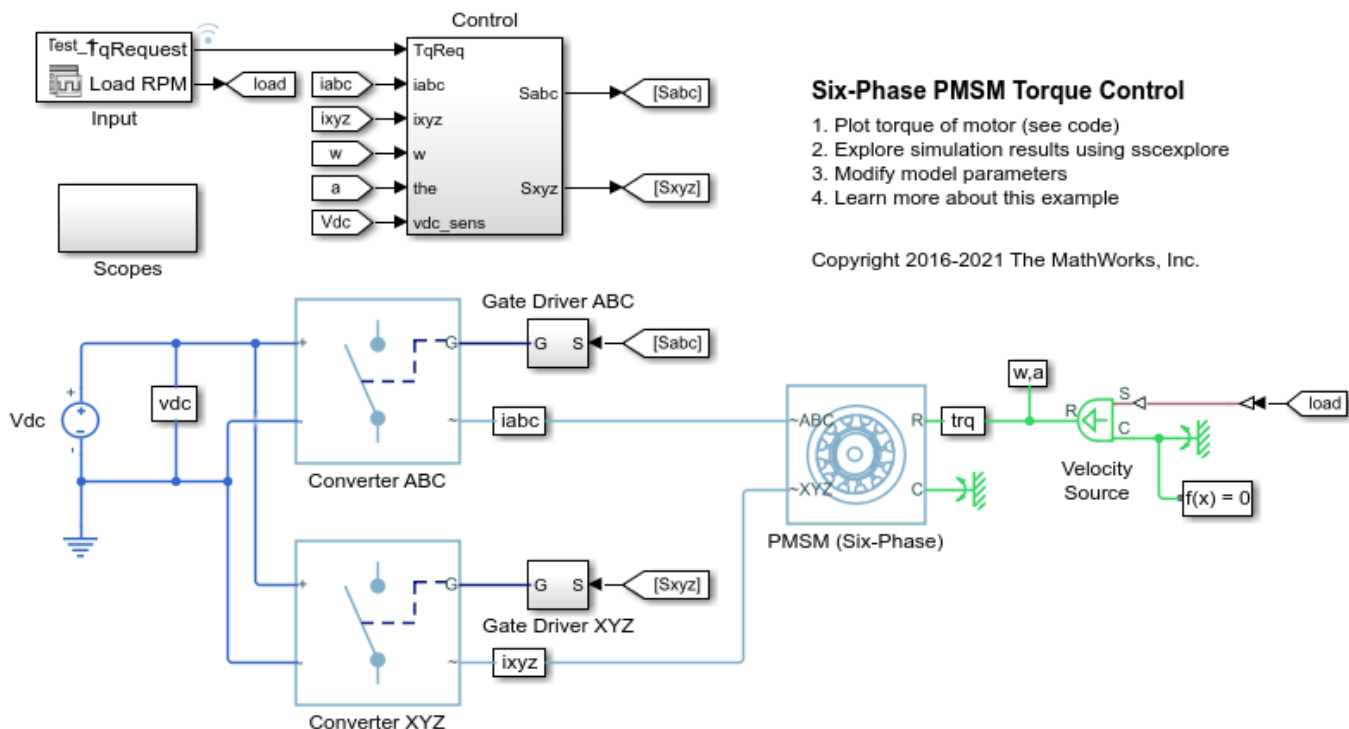 Control
Test_
TqRequest
Load RPM
load
Input
TqReq
iabc
iabc
ixyz
ixyz
w
w
a
the
Vdc
vdc_sens
Sabc
[Sabc]
Sxyz
[Sxyz]
Six-Phase PMSM Torque Control
1. Plot torque of motor (see code)
2. Explore simulation results using sscexplore
3. Modify model parameters
4. Learn more about this example
Copyright 2016-2021 The MathWorks, Inc.
Scopes
Gate Driver ABC
+
G
G
S
[Sabc]
+
Vdc
+
-
-
vdc
-
~
iabc
Converter ABC
~ABC
R
trq
w,a
R
S
C
load
Velocity
Source
f(x) = 0
~XYZ
C
PMSM (Six-Phase)
+
G
G
S
[Sxyz]
Gate Driver XYZ
-
~
ixyz
Converter XYZ